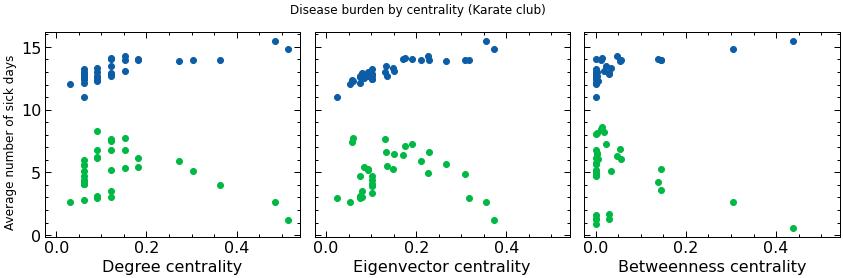 Disease burden by centrality (Karate club)
Average number of sick days
15
10
5
0
0.0 0.2 0.4
0.0 0.2 0.4
0.0 0.2 0.4
Degree centrality
Eigenvector centrality
Betweenness centrality